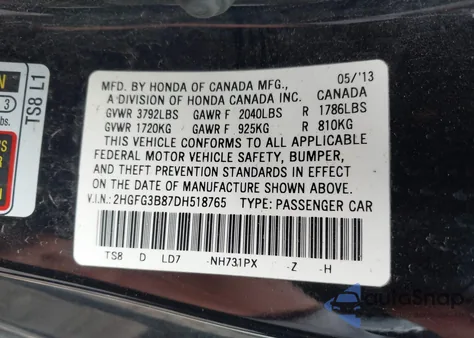 MFD. BY HONDA OF CANADA MFG., 05/'13
A DIVISION OF HONDA CANADA INC. CANADA
GVWR 3792LBS GAWR F 2040LBS R 1786LBS
GVWR 1720KG GAWR F 925KG R 810KG
THIS VEHICLE CONFORMS TO ALL APPLICABLE
FEDERAL MOTOR VEHICLE SAFETY, BUMPER,
AND THEFT PREVENTION STANDARDS IN EFFECT
ON THE DATE OF MANUFACTURE SHOWN ABOVE.
V.I.N.: 2HGFG3B87DH518765 TYPE: PASSENGER CAR
TS8 D LD7 -NH731PX -Z -H
TS8 L1
N
3
lbs.
AutoSnap